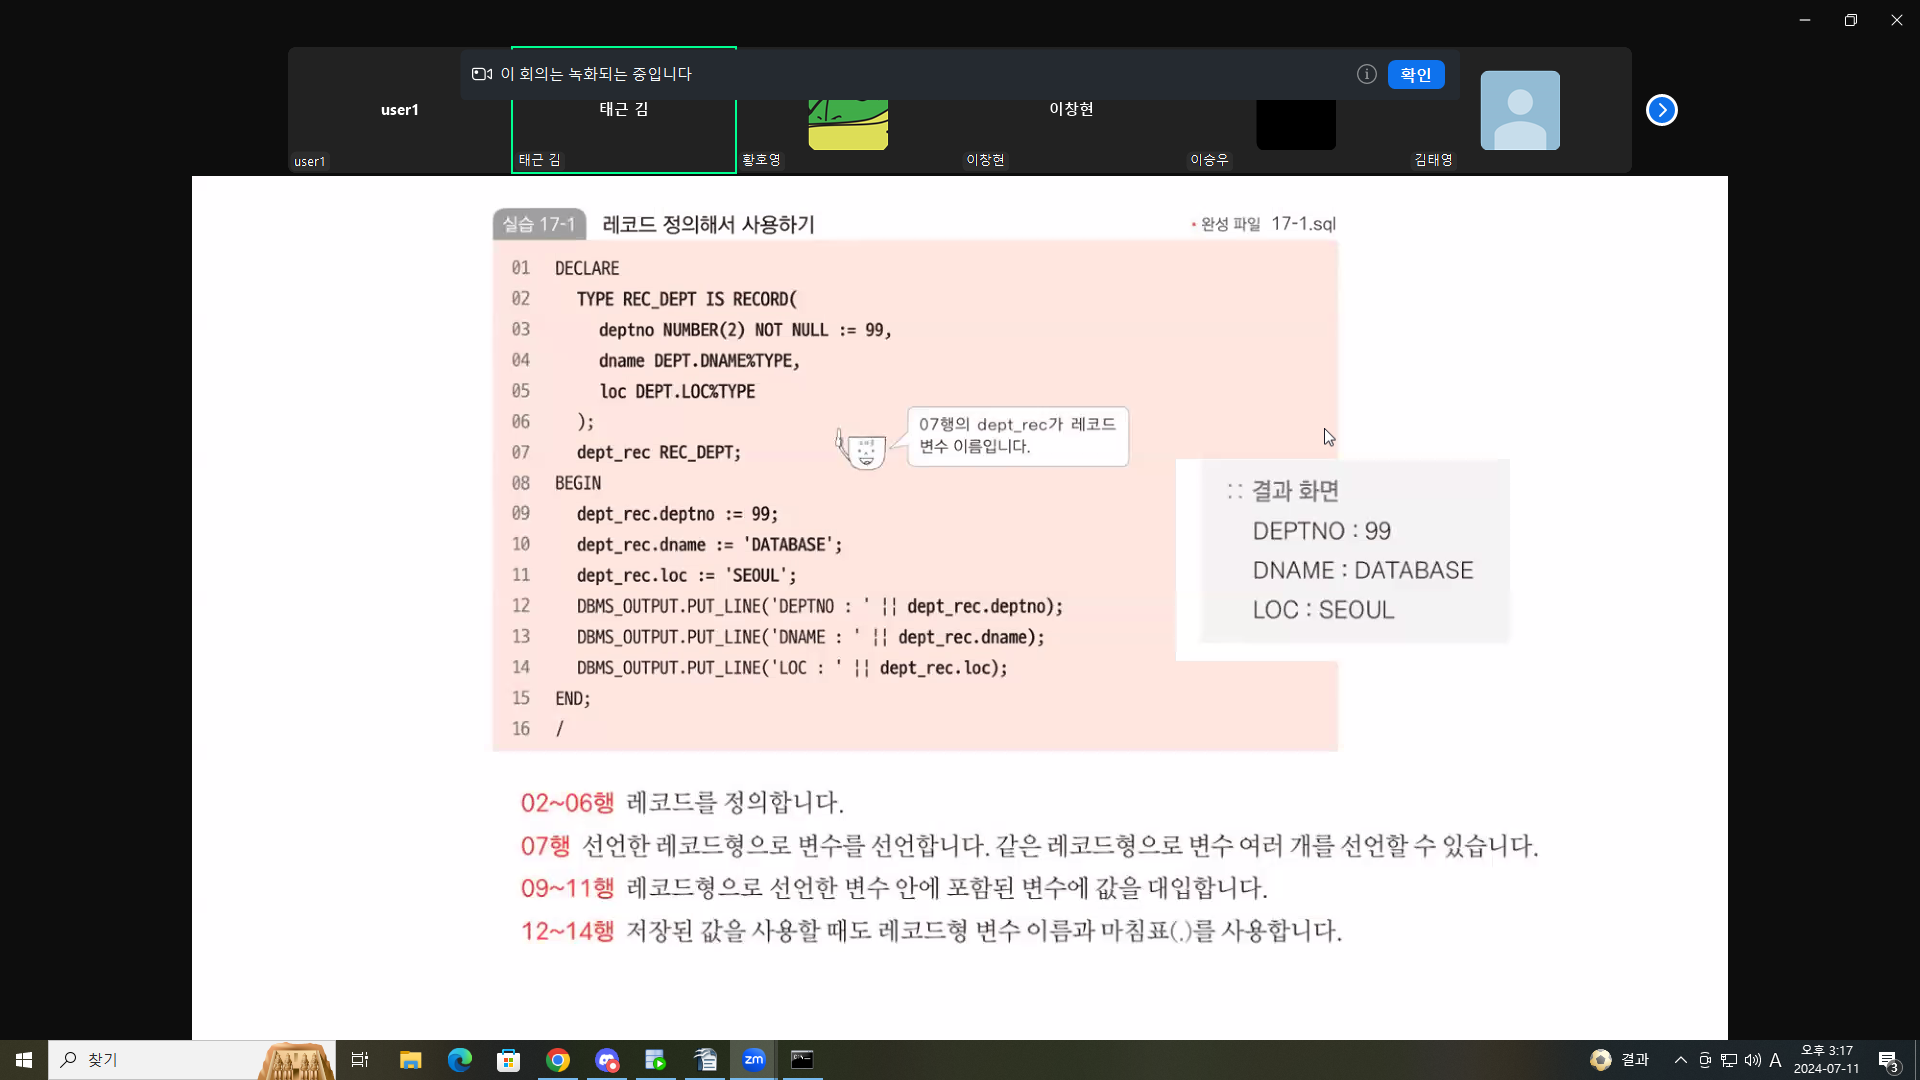 이 회의는 녹화되는 중입니다
확인
user1
태근 김
이창현
user1
태근 김
황호영
이창현
이승우
김태영
실습 17-1 레코드 정의해서 사용하기
• 완성 파일 17-1.sql
01 DECLARE
02 TYPE REC_DEPT IS RECORD(
03 deptno NUMBER(2) NOT NULL := 99,
04 dname DEPT.DNAME%TYPE,
05 loc DEPT.LOC%TYPE
06 );
07 dept_rec REC_DEPT;
07행의 dept_rec가 레코드
변수 이름입니다.
08 BEGIN
09 dept_rec.deptno := 99;
10 dept_rec.dname := 'DATABASE';
11 dept_rec.loc := 'SEOUL';
12 DBMS_OUTPUT.PUT_LINE('DEPTNO : ' || dept_rec.deptno);
13 DBMS_OUTPUT.PUT_LINE('DNAME : ' || dept_rec.dname);
14 DBMS_OUTPUT.PUT_LINE('LOC : ' || dept_rec.loc);
15 END;
16 /
:: 결과 화면
DEPTNO : 99
DNAME : DATABASE
LOC : SEOUL
02~06행 레코드를 정의합니다.
07행 선언한 레코드형으로 변수를 선언합니다. 같은 레코드형으로 변수 여러 개를 선언할 수 있습니다.
09~11행 레코드형으로 선언한 변수 안에 포함된 변수에 값을 대입합니다.
12~14행 저장된 값을 사용할 때도 레코드형 변수 이름과 마침표(.)를 사용합니다.
찾기
zm
결과
A
오후 3:17
2024-07-11
3